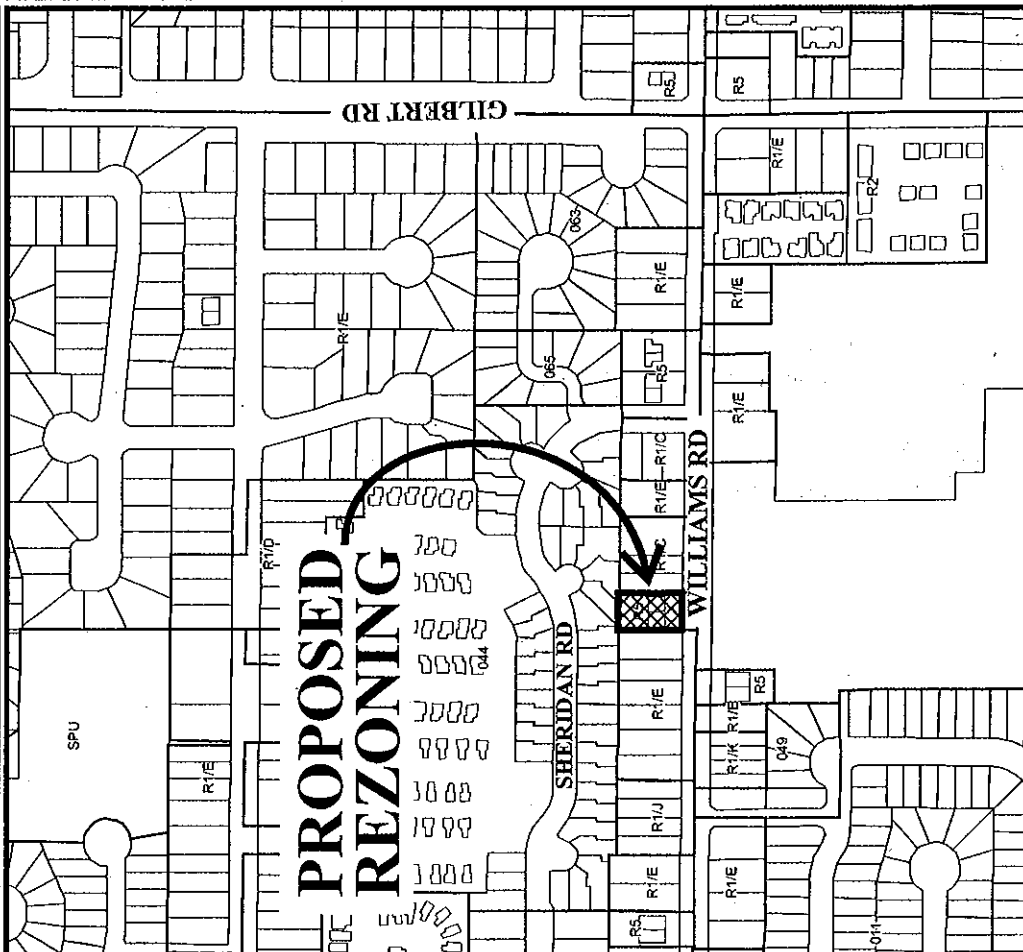 GILBERT RD
R5
R5
R1/E
R2
063
R1/E
R1/E
R1/E
065
R5
R1/E
R1/C
R1/E
WILLIAMS RD
R1/D
PROPOSED
REZONING
044
SHERIDAN RD
SPU
R1/E
R1/E
R5
R1/E
R1/K
049
R1/J
R1/E
R1/E
R5
011